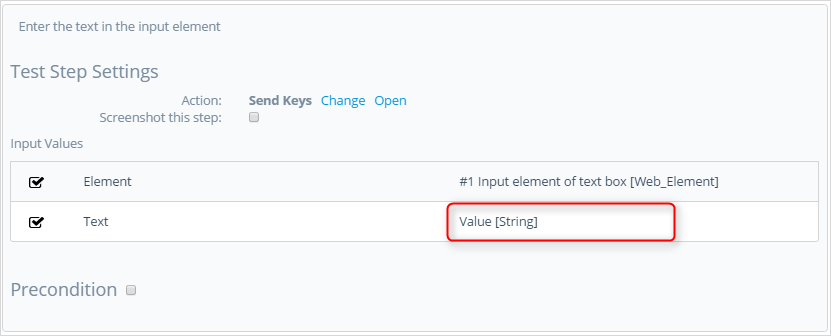 Enter the text in the input element
Test Step Settings
Action: Send Keys Change Open
Screenshot this step:
Input Values
Element #1 Input element of text box [Web_Element]
Text Value [String]
Precondition